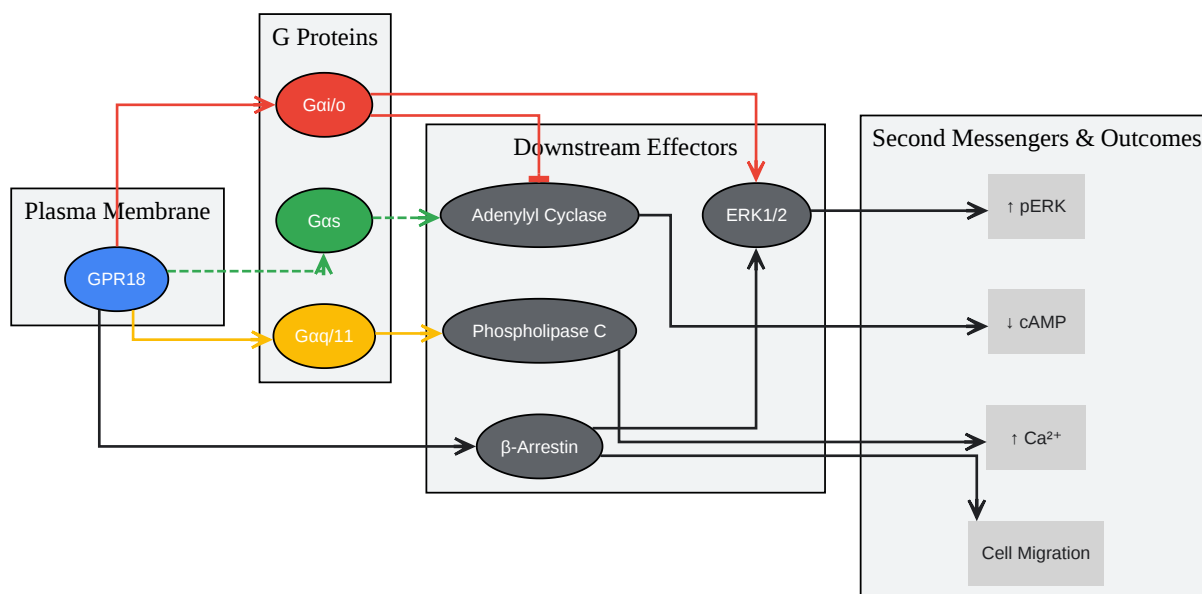 Plasma Membrane
GPR18
G Proteins
Gαi/o
Gαs
Gαq/11
Downstream Effectors
Adenylyl Cyclase
ERK1/2
Phospholipase C
β-Arrestin
Second Messengers & Outcomes
↑ pERK
↓ cAMP
↑ Ca²⁺
Cell Migration